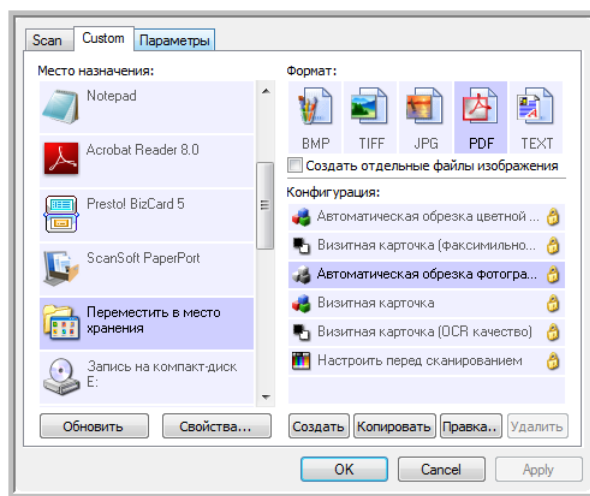 Scan Custom Параметры
Место назначения:
Notepad
Acrobat Reader 8.0
Presto! BizCard 5
ScanSoft PaperPort
Переместить в место
хранения
Запись на компакт-диск
E:
Обновить Свойства...
Формат:
BMP TIFF JPG PDF TEXT
Создать отдельные файлы изображения
Конфигурация:
Автоматическая обрезка цветной ...
Визитная карточка (факсимильно...
Автоматическая обрезка фотогра...
Визитная карточка
Визитная карточка (OCR качество)
Настроить перед сканированием
Создать Копировать Правка.. Удалить
OK Cancel Apply